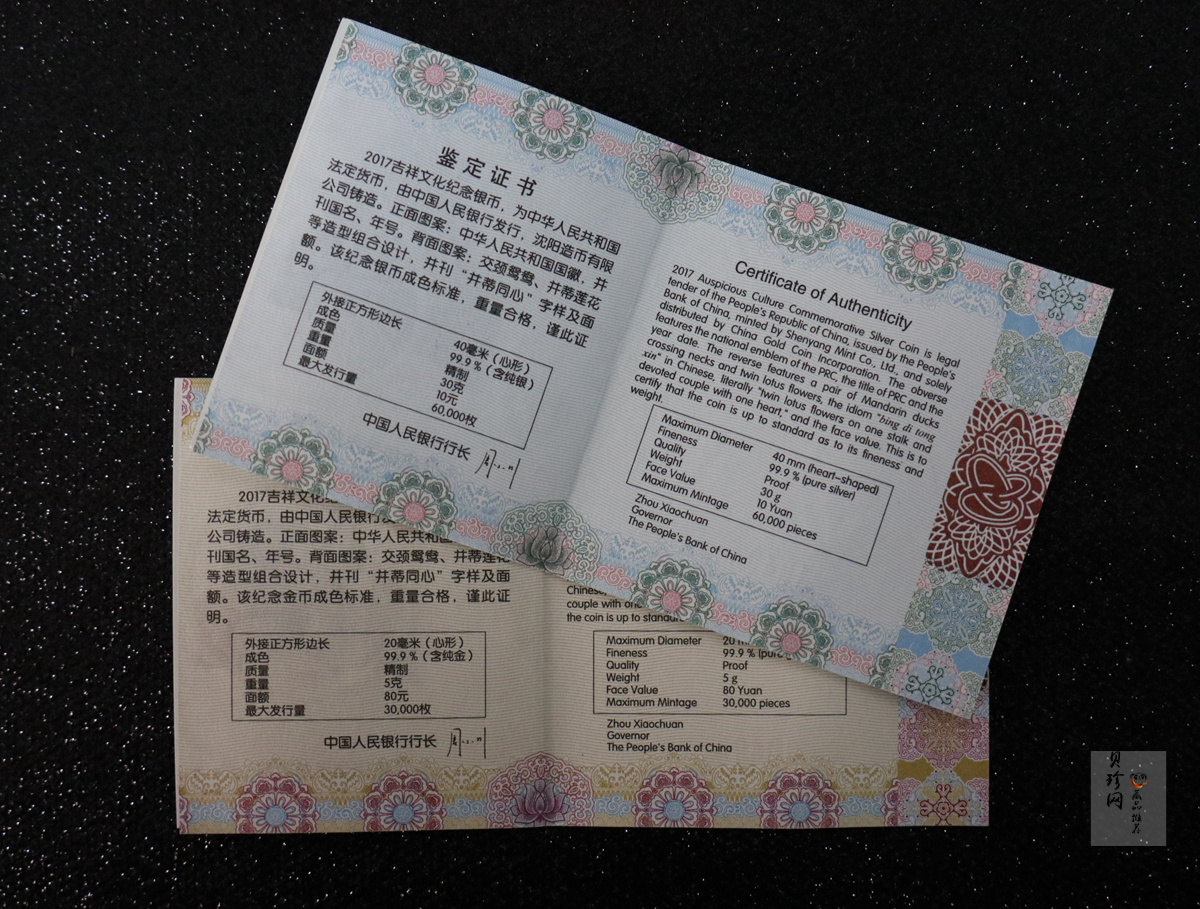 鉴定证书
2017吉祥文化纪念银币，为中华人民共和国
法定货币，由中国人民银行发行，沈阳造币有限
公司铸造。正面图案：中华人民共和国国徽，并
刊国名、年号。背面图案：交颈鸳鸯、并蒂莲花
等造型组合设计，并刊“并蒂同心”字样及面
额。该纪念银币成色标准，重量合格，谨此证
明。
外接正方形边长 40毫米（心形）
成色 99.9％（含纯银）
质量 精制
重量 30克
面额 10元
最大发行量 60,000枚
中国人民银行行长
Certificate of Authenticity
2017 Auspicious Culture Commemorative Silver Coin is legal
tender of the People's Republic of China, issued by the People's
Bank of China, minted by Shenyang Mint Co., Ltd. and solely
distributed by China Gold Coin Incorporation. The obverse
features the national emblem of the PRC, the title of PRC and the
year date. The reverse features a pair of Mandarin ducks
crossing necks and twin lotus flowers, the idiom "bing di tong
xin" in Chinese, literally "twin lotus flowers on one stalk and
devoted couple with one heart," and the face value. This is to
certify that the coin is up to standard as to its fineness and
weight.
Maximum Diameter 40 mm (heart-shaped)
Fineness 99.9 % (pure silver)
Quality Proof
Weight 30 g
Face Value 10 Yuan
Maximum Mintage 60,000 pieces
Zhou Xiaochuan
Governor
The People's Bank of China
2017吉祥文化
法定货币，由中国人民银行
公司铸造。正面图案：中华人民共和
刊国名、年号。背面图案：交颈鸳鸯、并蒂莲花
等造型组合设计，并刊“并蒂同心”字样及面
额。该纪念金币成色标准，重量合格，谨此证
明。
外接正方形边长 20毫米（心形）
成色 99.9％（含纯金）
质量 精制
重量 5克
面额 80元
最大发行量 30,000枚
中国人民银行行长
Chinese,
couple with one
the coin is up to standard
Maximum Diameter 20
Fineness 99.9 % (pure
Quality Proof
Weight 5 g
Face Value 80 Yuan
Maximum Mintage 30,000 pieces
Zhou Xiaochuan
Governor
The People's Bank of China
贝珍网
藏品推荐